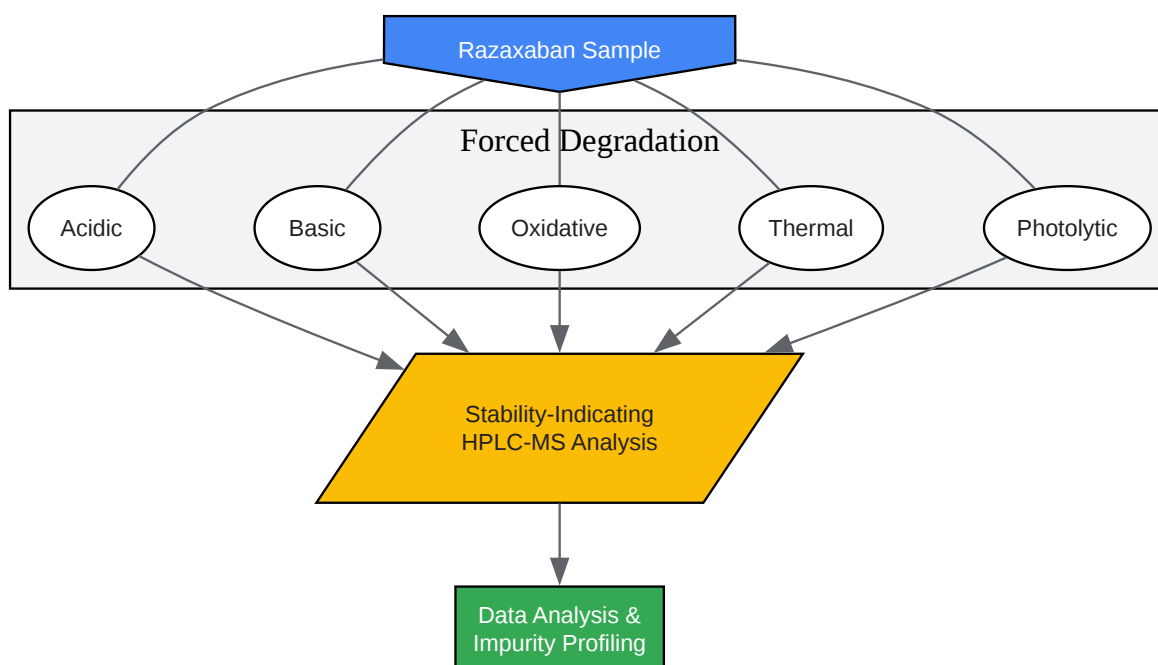 Razaxaban Sample
Forced Degradation
Acidic
Basic
Oxidative
Thermal
Photolytic
Stability-Indicating
HPLC-MS Analysis
Data Analysis &
Impurity Profiling